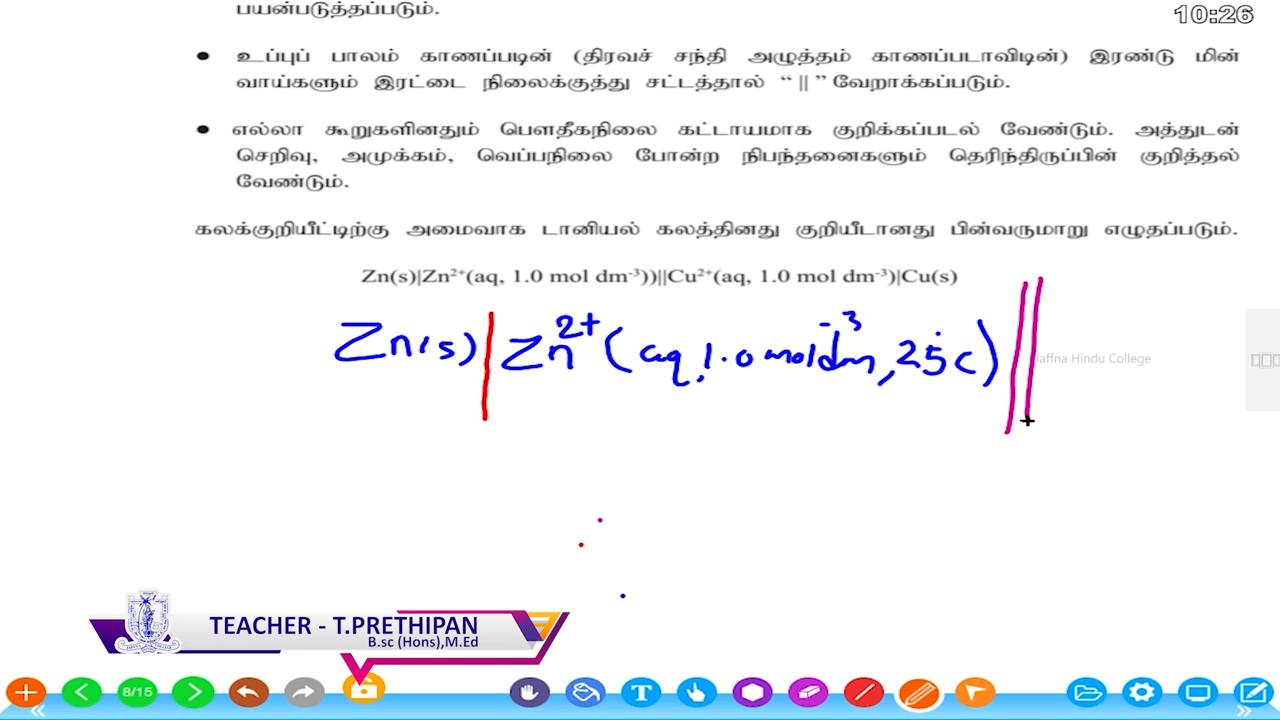 பயன்படுத்தப்படும்.
10:26
● உப்புப் பாலம் காணப்படின் (திரவச் சந்தி அழுத்தம் காணப்படாவிடின்) இரண்டு மின்
வாய்களும் இரட்டை நிலைக்குத்து சட்டத்தால் “ || ” வேறாக்கப்படும்.
● எல்லா கூறுகளினதும் பௌதீகநிலை கட்டாயமாக குறிக்கப்படல் வேண்டும். அத்துடன்
செறிவு, அமுக்கம், வெப்பநிலை போன்ற நிபந்தனைகளும் தெரிந்திருப்பின் குறித்தல்
வேண்டும்.
கலக்குறியீட்டிற்கு அமைவாக டானியல் கலத்தினது குறியீடானது பின்வருமாறு எழுதப்படும்.
Zn(s)|Zn²⁺(aq, 1.0 mol dm⁻³))||Cu²⁺(aq, 1.0 mol dm⁻³)|Cu(s)
Zn(s) | Zn²⁺ (aq, 1.0 mol dm⁻³, 25°C) ||
Jaffna Hindu College
TEACHER - T.PRETHIPAN
B.sc (Hons),M.Ed
8/15